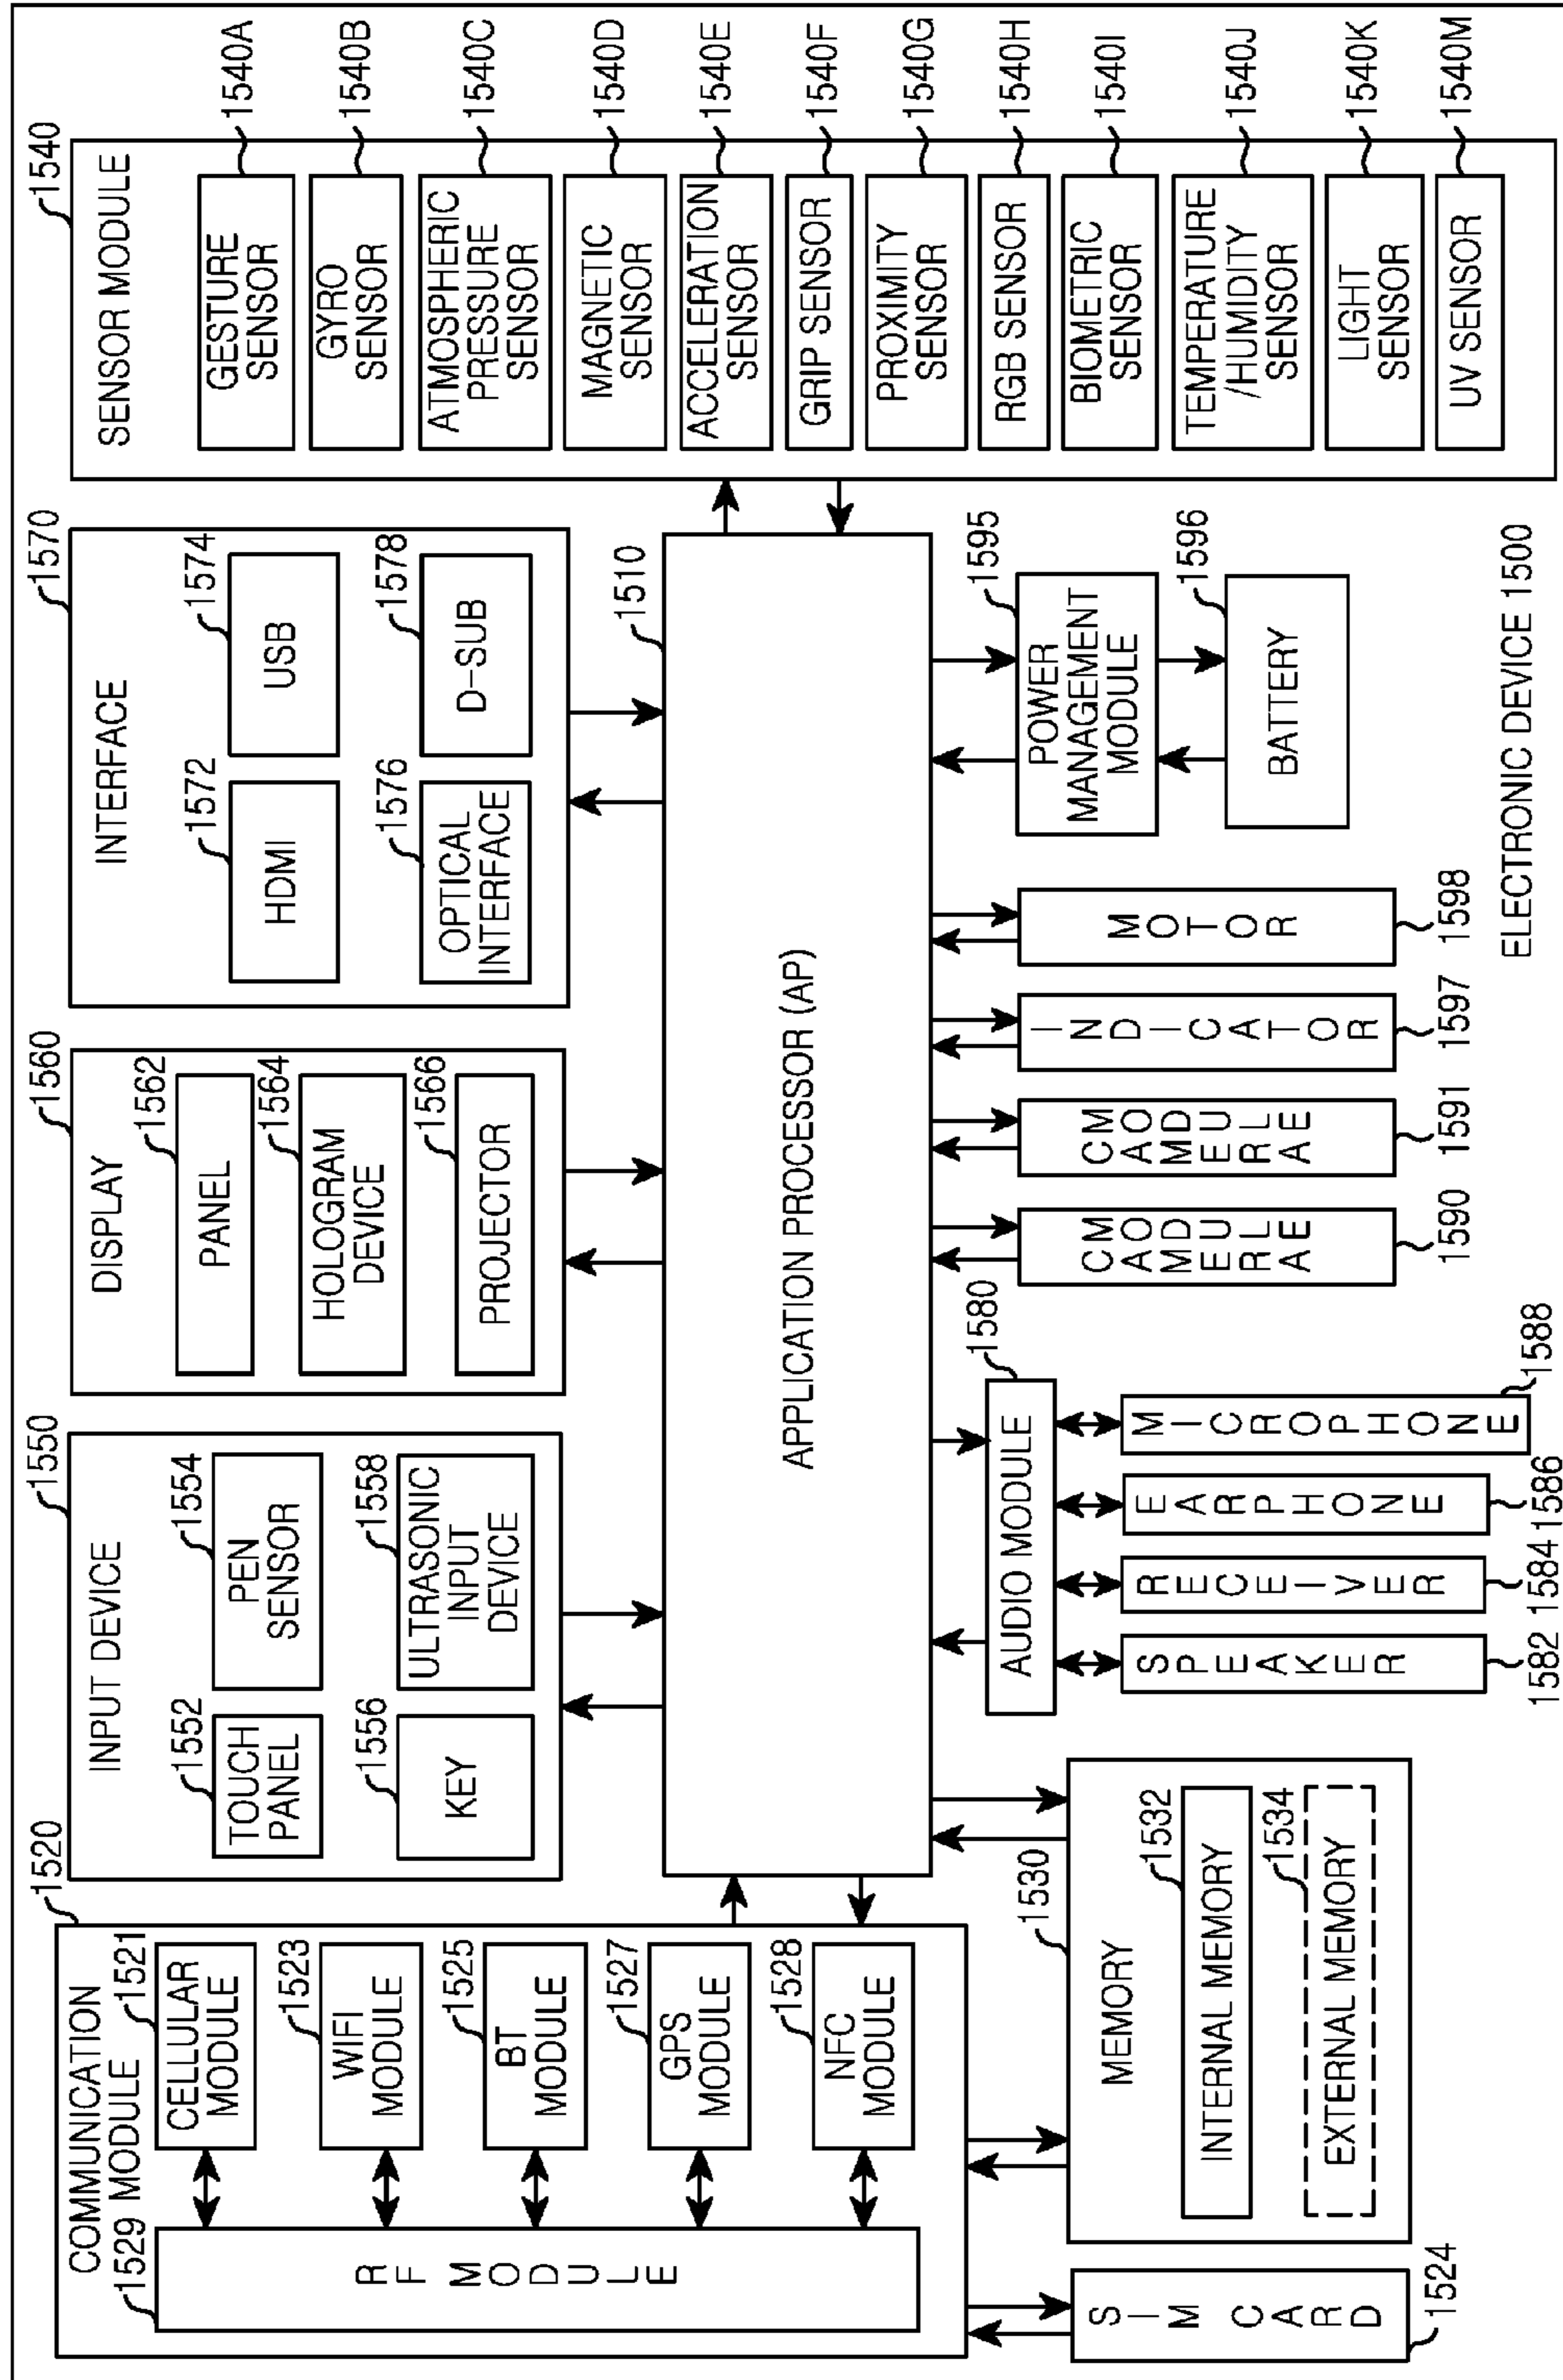 COMMUNICATION
MODULE
1520
1529
RF MODULE
1521
CELLULAR
MODULE
1523
WIFI
MODULE
1525
BT
MODULE
1527
GPS
MODULE
1528
NFC
MODULE
1550
INPUT DEVICE
1552
TOUCH
PANEL
1554
PEN
SENSOR
1556
KEY
1558
ULTRASONIC
INPUT
DEVICE
1560
DISPLAY
1562
PANEL
1564
HOLOGRAM
DEVICE
1566
PROJECTOR
1570
INTERFACE
1572
HDMI
1574
USB
1576
OPTICAL
INTERFACE
1578
D-SUB
1540
SENSOR MODULE
GESTURE
SENSOR
1540A
GYRO
SENSOR
1540B
ATMOSPHERIC
PRESSURE
SENSOR
1540C
MAGNETIC
SENSOR
1540D
ACCELERATION
SENSOR
1540E
GRIP SENSOR
1540F
PROXIMITY
SENSOR
1540G
RGB SENSOR
1540H
BIOMETRIC
SENSOR
1540I
TEMPERATURE
/HUMIDITY
SENSOR
1540J
LIGHT
SENSOR
1540K
UV SENSOR
1540M
1510
APPLICATION PROCESSOR (AP)
SIM CARD
1524
1530
MEMORY
1532
INTERNAL MEMORY
1534
EXTERNAL MEMORY
1580
AUDIO MODULE
SPEAKER
1582
RECEIVER
1584
EARPHONE
1586
MICROPHONE
1588
CAMERA
MODULE
1590
CAMERA
MODULE
1591
INDICATOR
1597
MOTOR
1598
1595
POWER
MANAGEMENT
MODULE
1596
BATTERY
ELECTRONIC DEVICE 1500